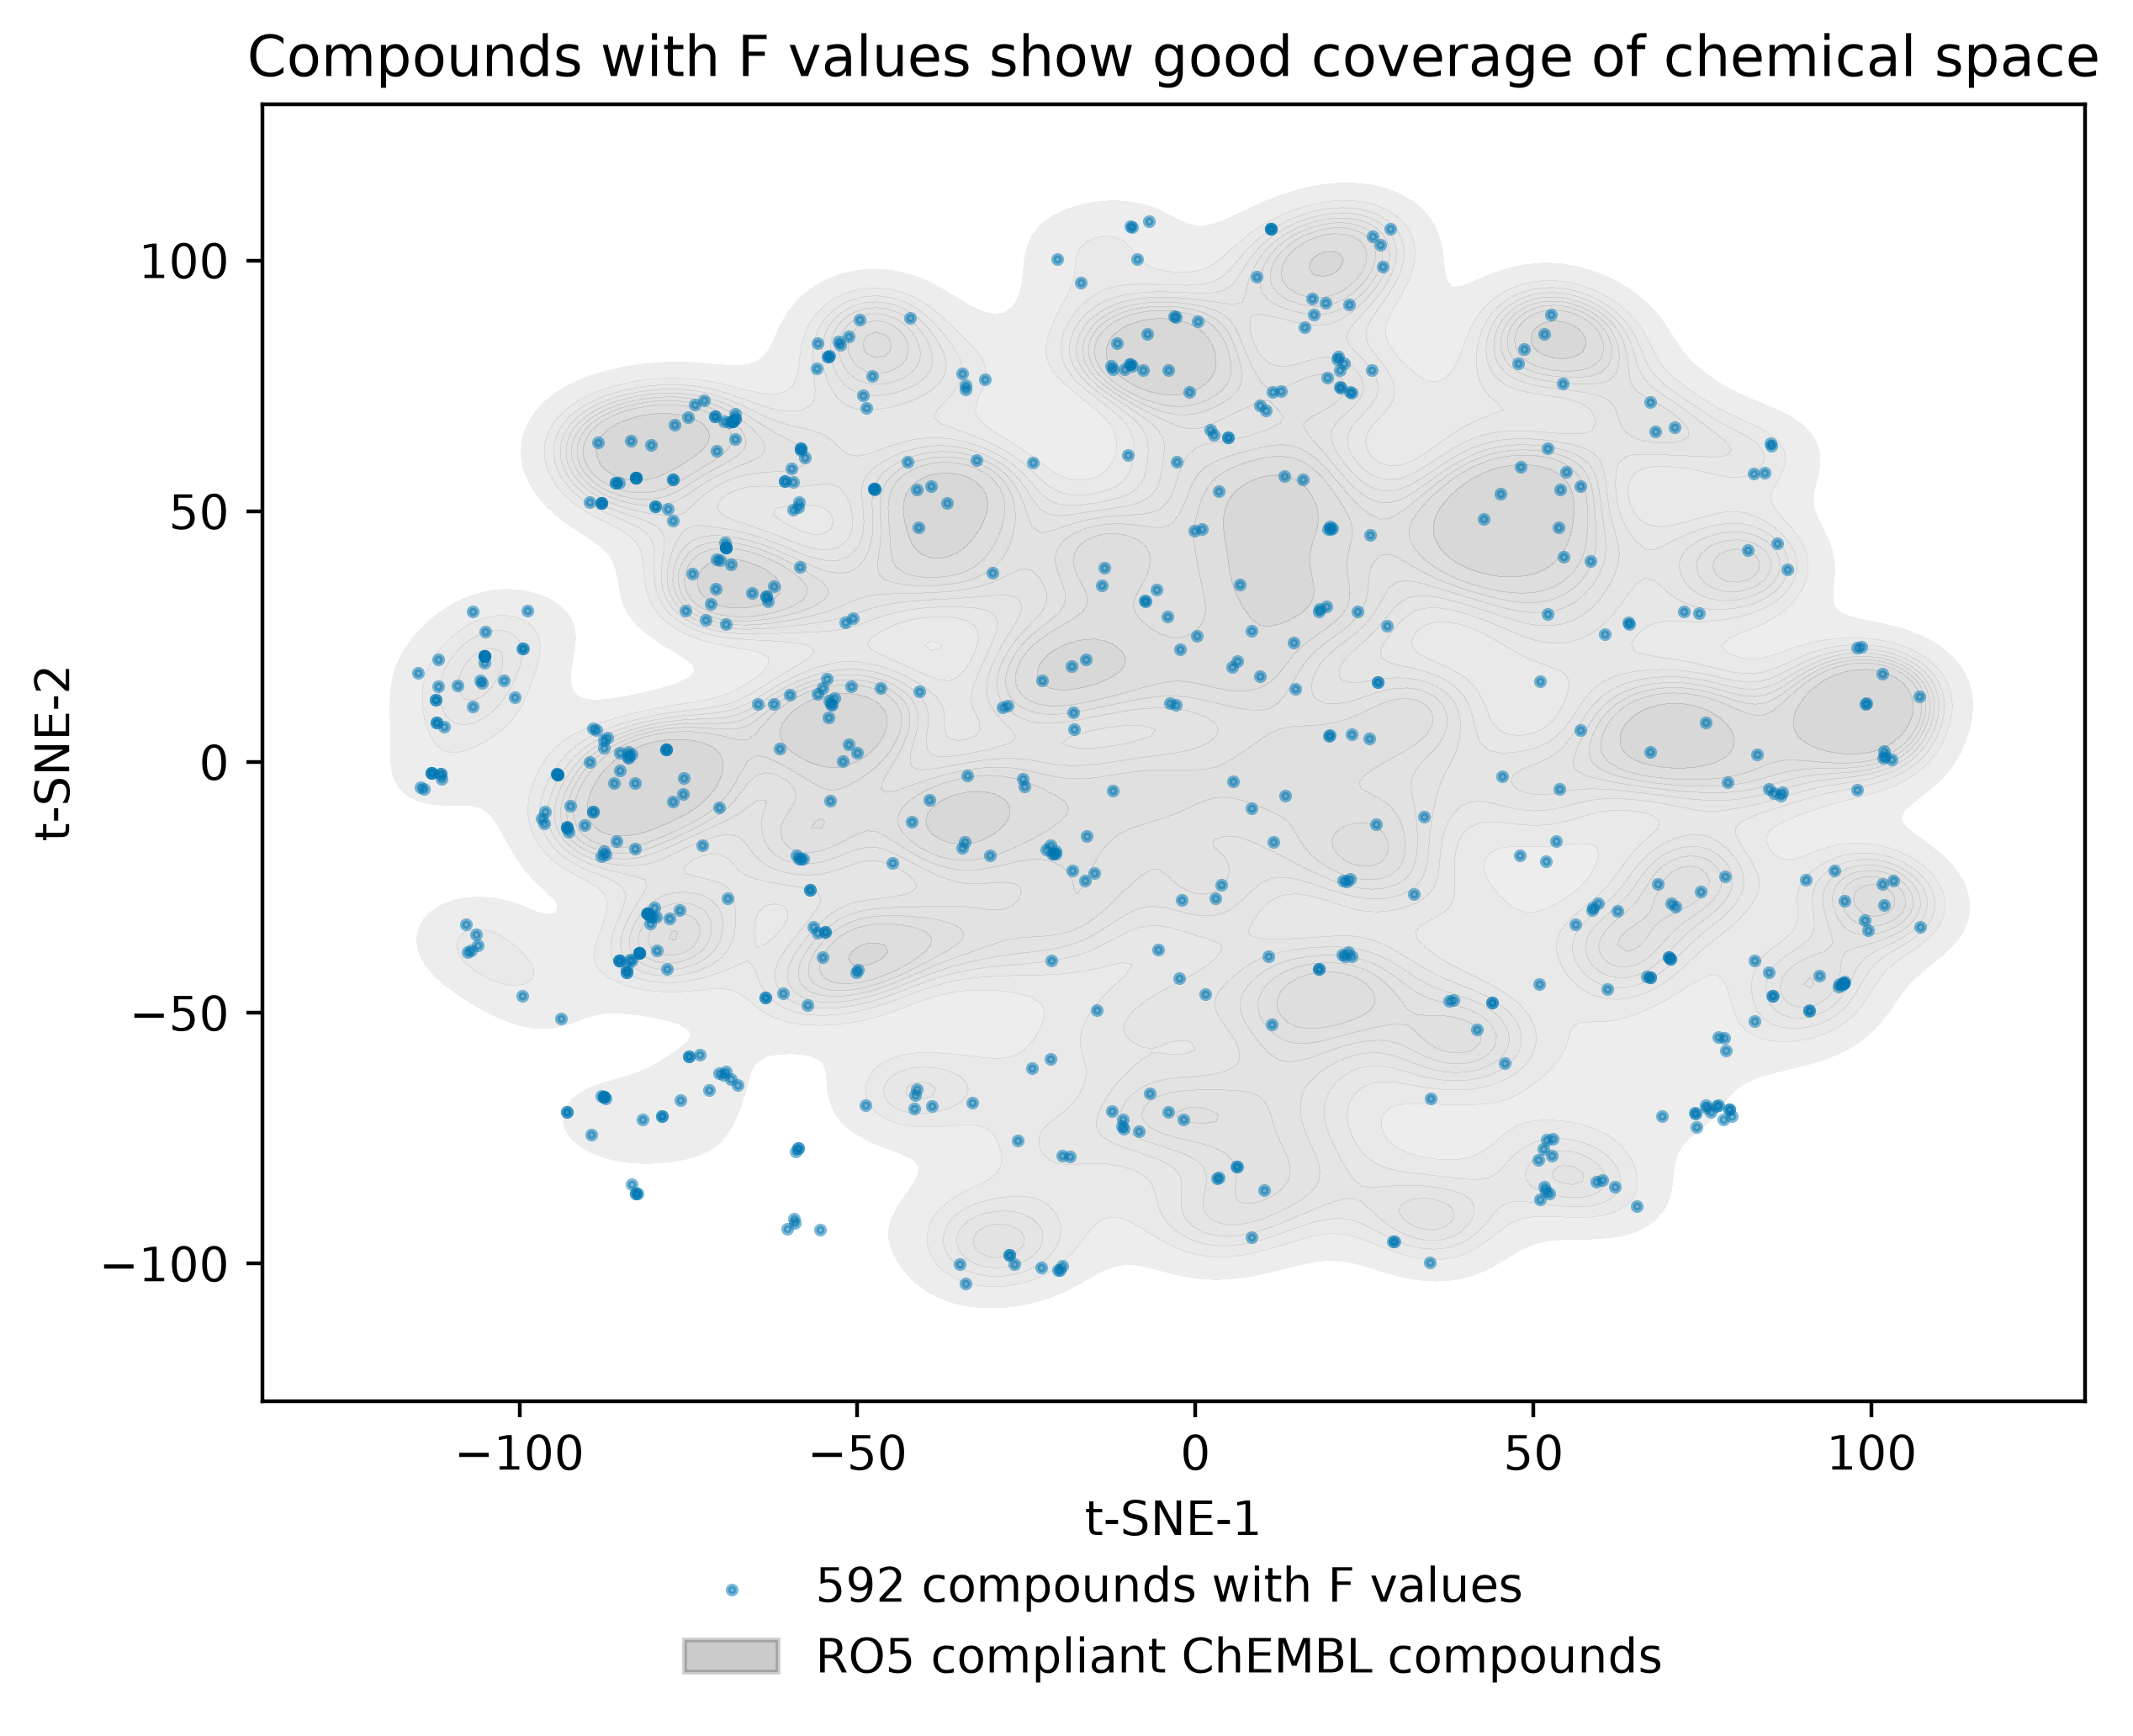 Compounds with F values show good coverage of chemical space
t-SNE-2
100
50
0
−50
−100
−100 −50 0 50 100
t-SNE-1
592 compounds with F values
RO5 compliant ChEMBL compounds